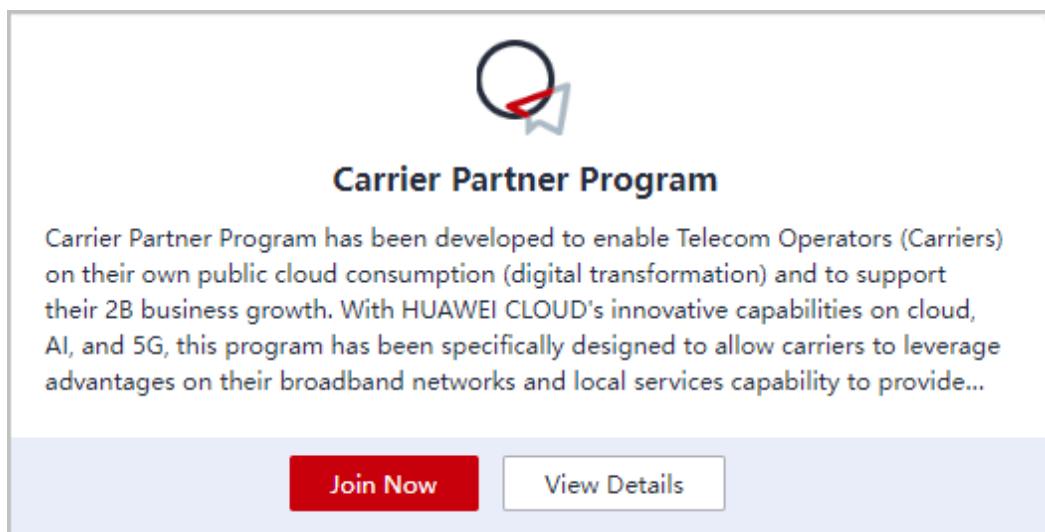 Carrier Partner Program
Carrier Partner Program has been developed to enable Telecom Operators (Carriers)
on their own public cloud consumption (digital transformation) and to support
their 2B business growth. With HUAWEI CLOUD's innovative capabilities on cloud,
AI, and 5G, this program has been specifically designed to allow carriers to leverage
advantages on their broadband networks and local services capability to provide...
Join Now
View Details